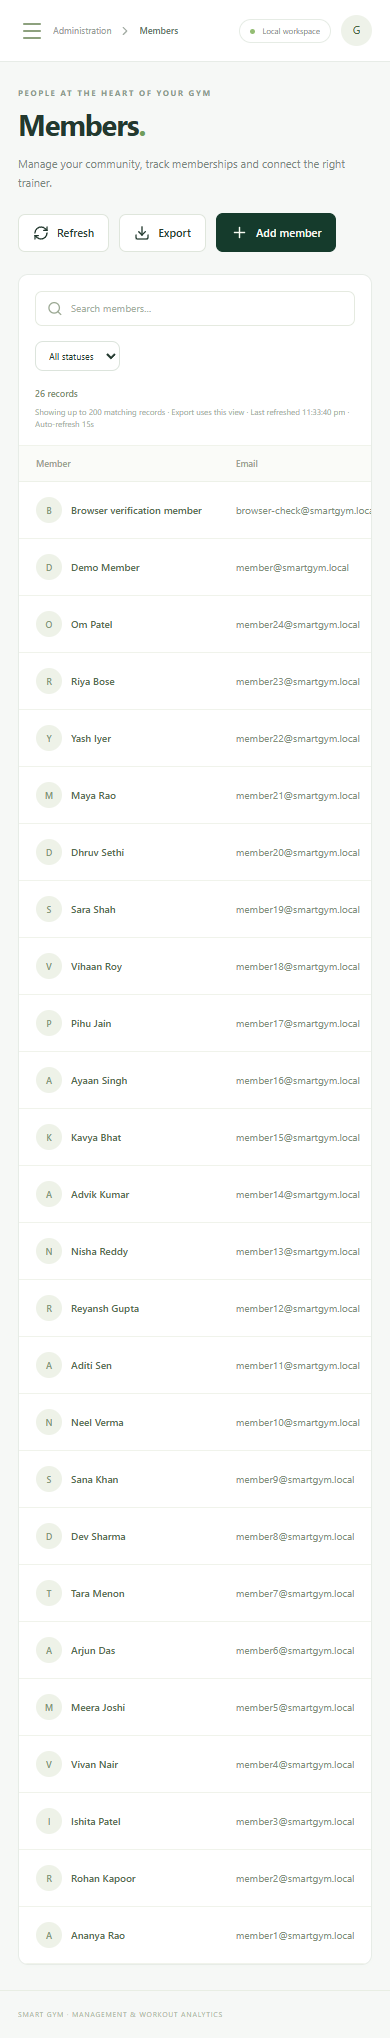 Administration > Members
Local workspace
G
PEOPLE AT THE HEART OF YOUR GYM
Members.
Manage your community, track memberships and connect the right
trainer.
Refresh
Export
Add member
Search members...
All statuses
26 records
Showing up to 200 matching records · Export uses this view · Last refreshed 11:33:40 pm ·
Auto-refresh 15s
Member Email
B Browser verification member browser-check@smartgym.loca
D Demo Member member@smartgym.local
O Om Patel member24@smartgym.local
R Riya Bose member23@smartgym.local
Y Yash Iyer member22@smartgym.local
M Maya Rao member21@smartgym.local
D Dhruv Sethi member20@smartgym.local
S Sara Shah member19@smartgym.local
V Vihaan Roy member18@smartgym.local
P Pihu Jain member17@smartgym.local
A Ayaan Singh member16@smartgym.local
K Kavya Bhat member15@smartgym.local
A Advik Kumar member14@smartgym.local
N Nisha Reddy member13@smartgym.local
R Reyansh Gupta member12@smartgym.local
A Aditi Sen member11@smartgym.local
N Neel Verma member10@smartgym.local
S Sana Khan member9@smartgym.local
D Dev Sharma member8@smartgym.local
T Tara Menon member7@smartgym.local
A Arjun Das member6@smartgym.local
M Meera Joshi member5@smartgym.local
V Vivan Nair member4@smartgym.local
I Ishita Patel member3@smartgym.local
R Rohan Kapoor member2@smartgym.local
A Ananya Rao member1@smartgym.local
SMART GYM · MANAGEMENT & WORKOUT ANALYTICS